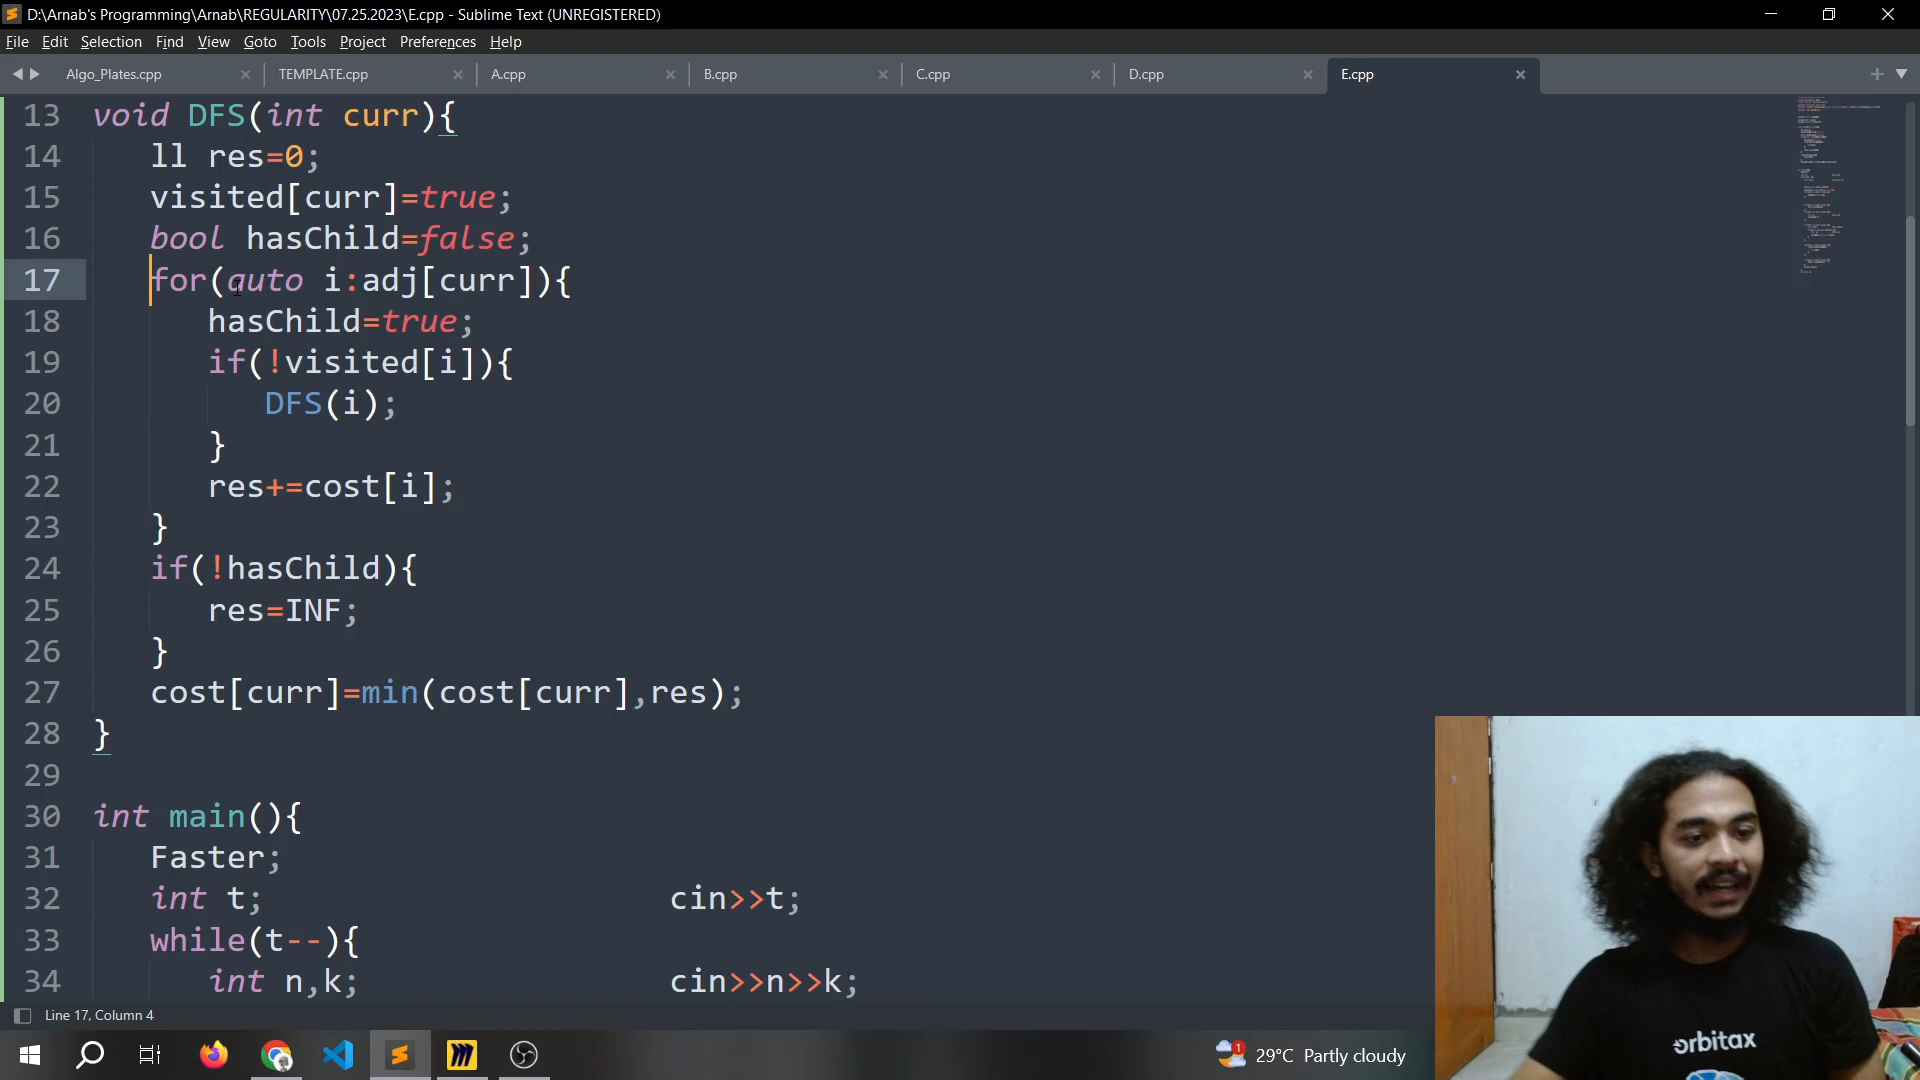 D:\Arnab's Programming\Arnab\REGULARITY\07.25.2023\E.cpp - Sublime Text (UNREGISTERED)
File Edit Selection Find View Goto Tools Project Preferences Help
Algo_Plates.cpp TEMPLATE.cpp A.cpp B.cpp C.cpp D.cpp E.cpp
13 void DFS(int curr){
14 ll res=0;
15 visited[curr]=true;
16 bool hasChild=false;
17 for(auto i:adj[curr]){
18 hasChild=true;
19 if(!visited[i]){
20 DFS(i);
21 }
22 res+=cost[i];
23 }
24 if(!hasChild){
25 res=INF;
26 }
27 cost[curr]=min(cost[curr],res);
28 }
29
30 int main(){
31 Faster;
32 int t; cin>>t;
33 while(t--){
34 int n,k; cin>>n>>k;
Line 17, Column 4
1 29°C Partly cloudy
orbitax